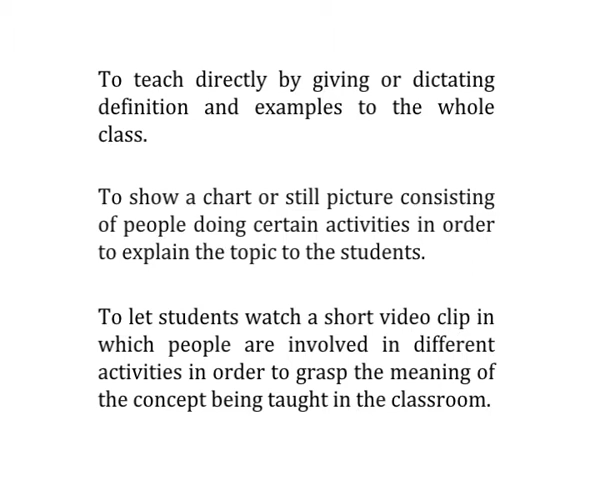 To teach directly by giving or dictating
definition and examples to the whole
class.
To show a chart or still picture consisting
of people doing certain activities in order
to explain the topic to the students.
To let students watch a short video clip in
which people are involved in different
activities in order to grasp the meaning of
the concept being taught in the classroom.